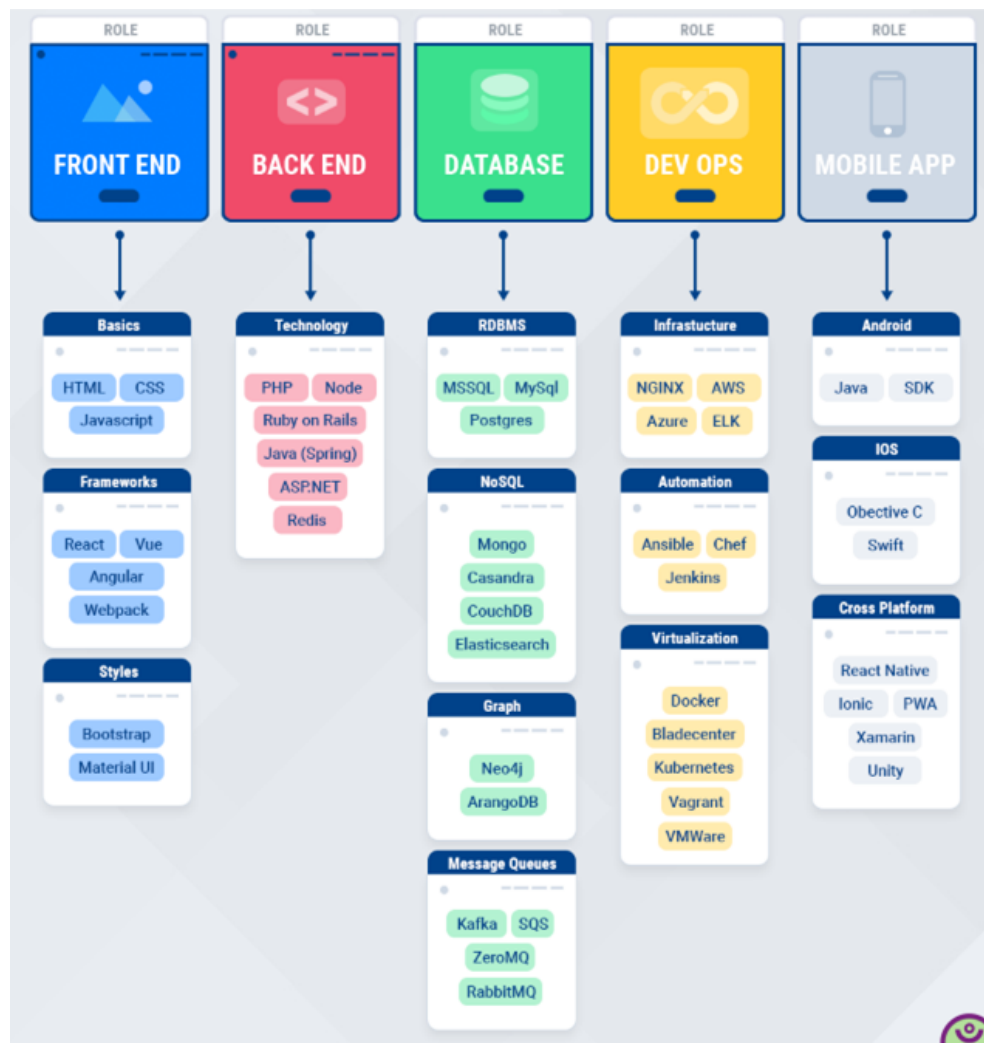 ROLE
FRONT END
Basics
HTML CSS
Javascript
Frameworks
React Vue
Angular
Webpack
Styles
Bootstrap
Material UI
ROLE
BACK END
Technology
PHP Node
Ruby on Rails
Java (Spring)
ASP.NET
Redis
ROLE
DATABASE
RDBMS
MSSQL MySql
Postgres
NoSQL
Mongo
Casandra
CouchDB
Elasticsearch
Graph
Neo4j
ArangoDB
Message Queues
Kafka SQS
ZeroMQ
RabbitMQ
ROLE
DEV OPS
Infrastucture
NGINX AWS
Azure ELK
Automation
Ansible Chef
Jenkins
Virtualization
Docker
Bladecenter
Kubernetes
Vagrant
VMWare
ROLE
MOBILE APP
Android
Java SDK
IOS
Obective C
Swift
Cross Platform
React Native
Ionic PWA
Xamarin
Unity